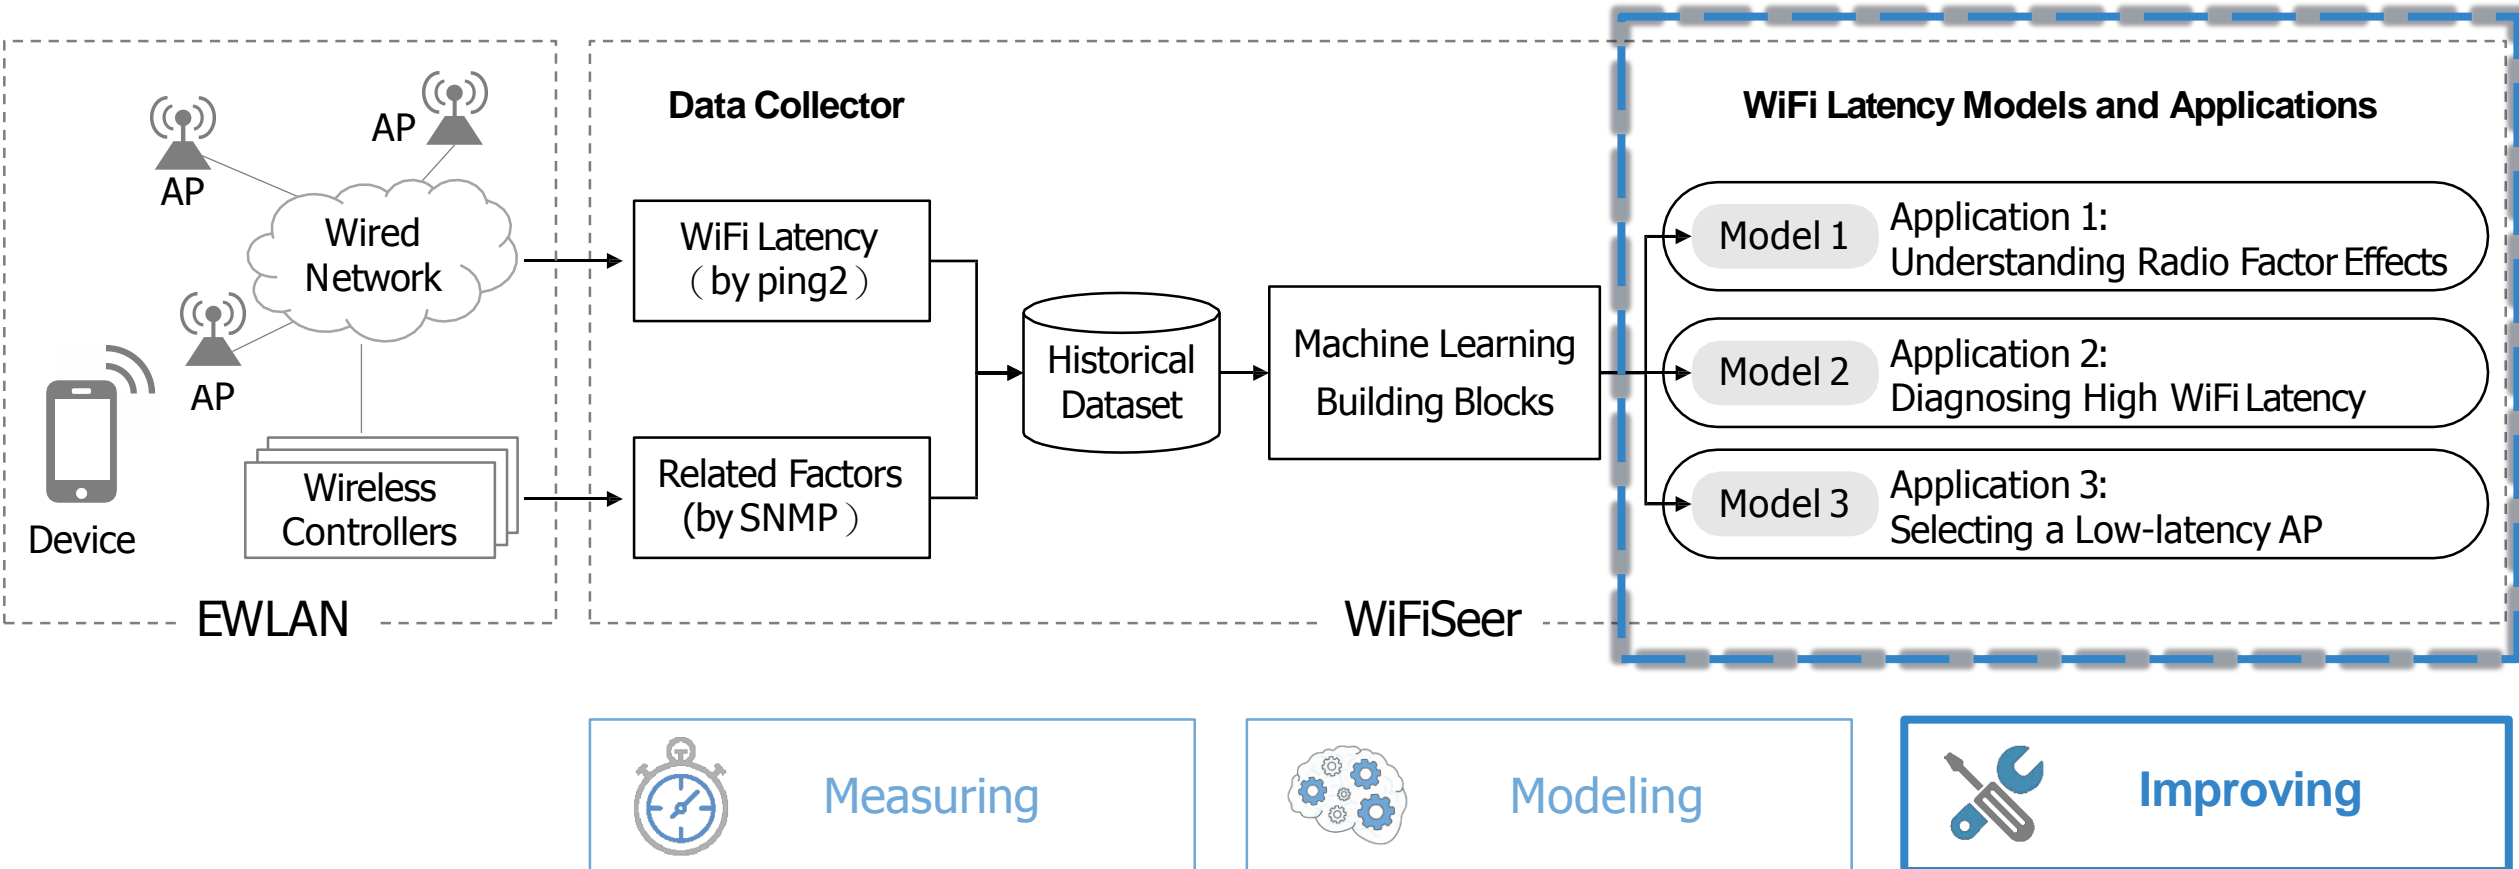 AP
AP
Wired
Network
AP
Device
Wireless
Controllers
EWLAN
Data Collector
WiFi Latency
（by ping2）
Related Factors
(by SNMP）
Historical
Dataset
Machine Learning
Building Blocks
WiFiSeer
WiFi Latency Models and Applications
Model 1
Application 1:
Understanding Radio Factor Effects
Model 2
Application 2:
Diagnosing High WiFi Latency
Model 3
Application 3:
Selecting a Low-latency AP
Measuring
Modeling
Improving